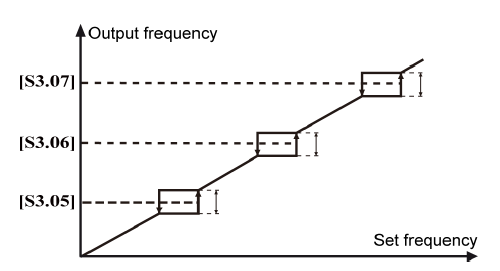 Output frequency
[S3.07]
[S3.06]
[S3.05]
Set frequency